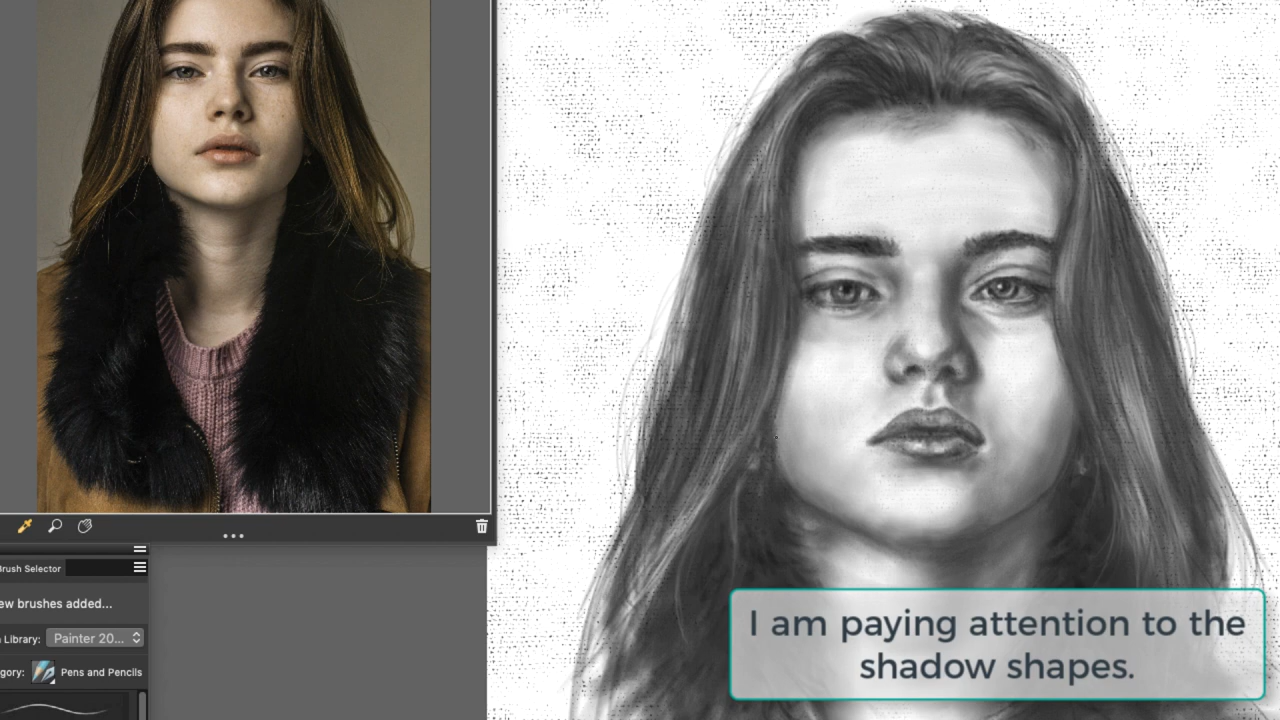 Brush Selector
ew brushes added...
Library: Painter 20...
gory: Pens and Pencils
I am paying attention to the
shadow shapes.